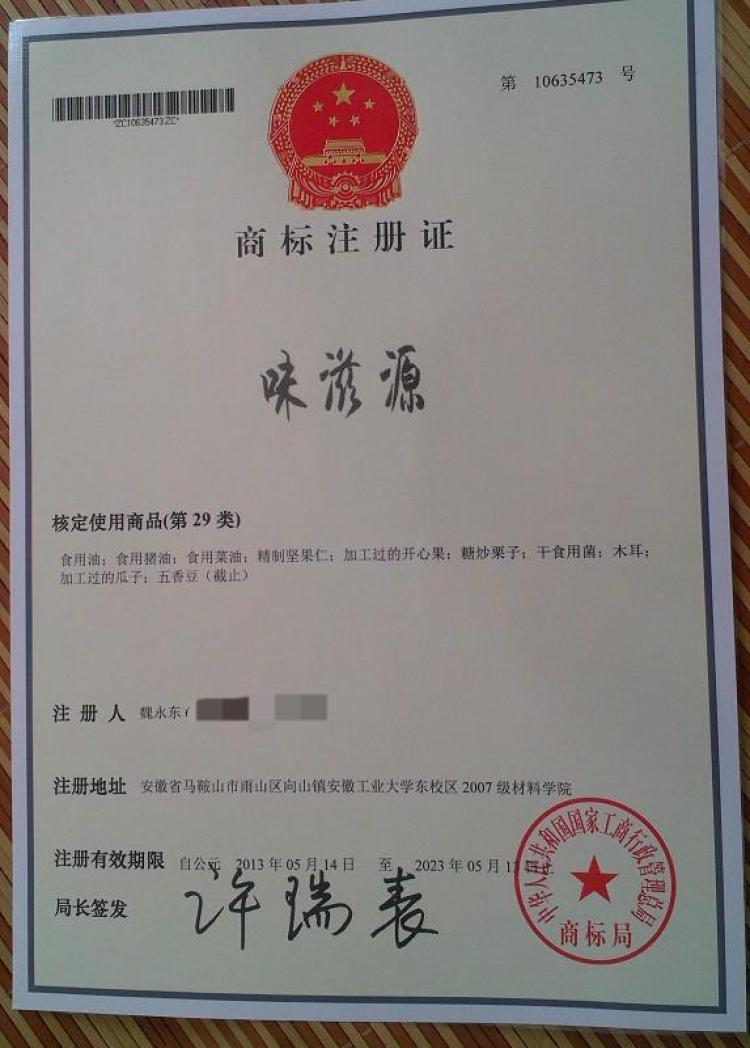 第 10635473 号
*ZC10635473ZC*
商标注册证
味滋源
核定使用商品(第 29 类)
食用油；食用猪油；食用菜油；精制坚果仁；加工过的开心果；糖炒栗子；干食用菌；木耳；
加工过的瓜子；五香豆（截止）
注册人 魏永东(
注册地址 安徽省马鞍山市雨山区向山镇安徽工业大学东校区 2007 级材料学院
注册有效期限 自公元 2013 年 05 月 14 日 至 2023 年 05 月 13
局长签发 许瑞表
中华人民共和国国家工商行政管理总局
商标局